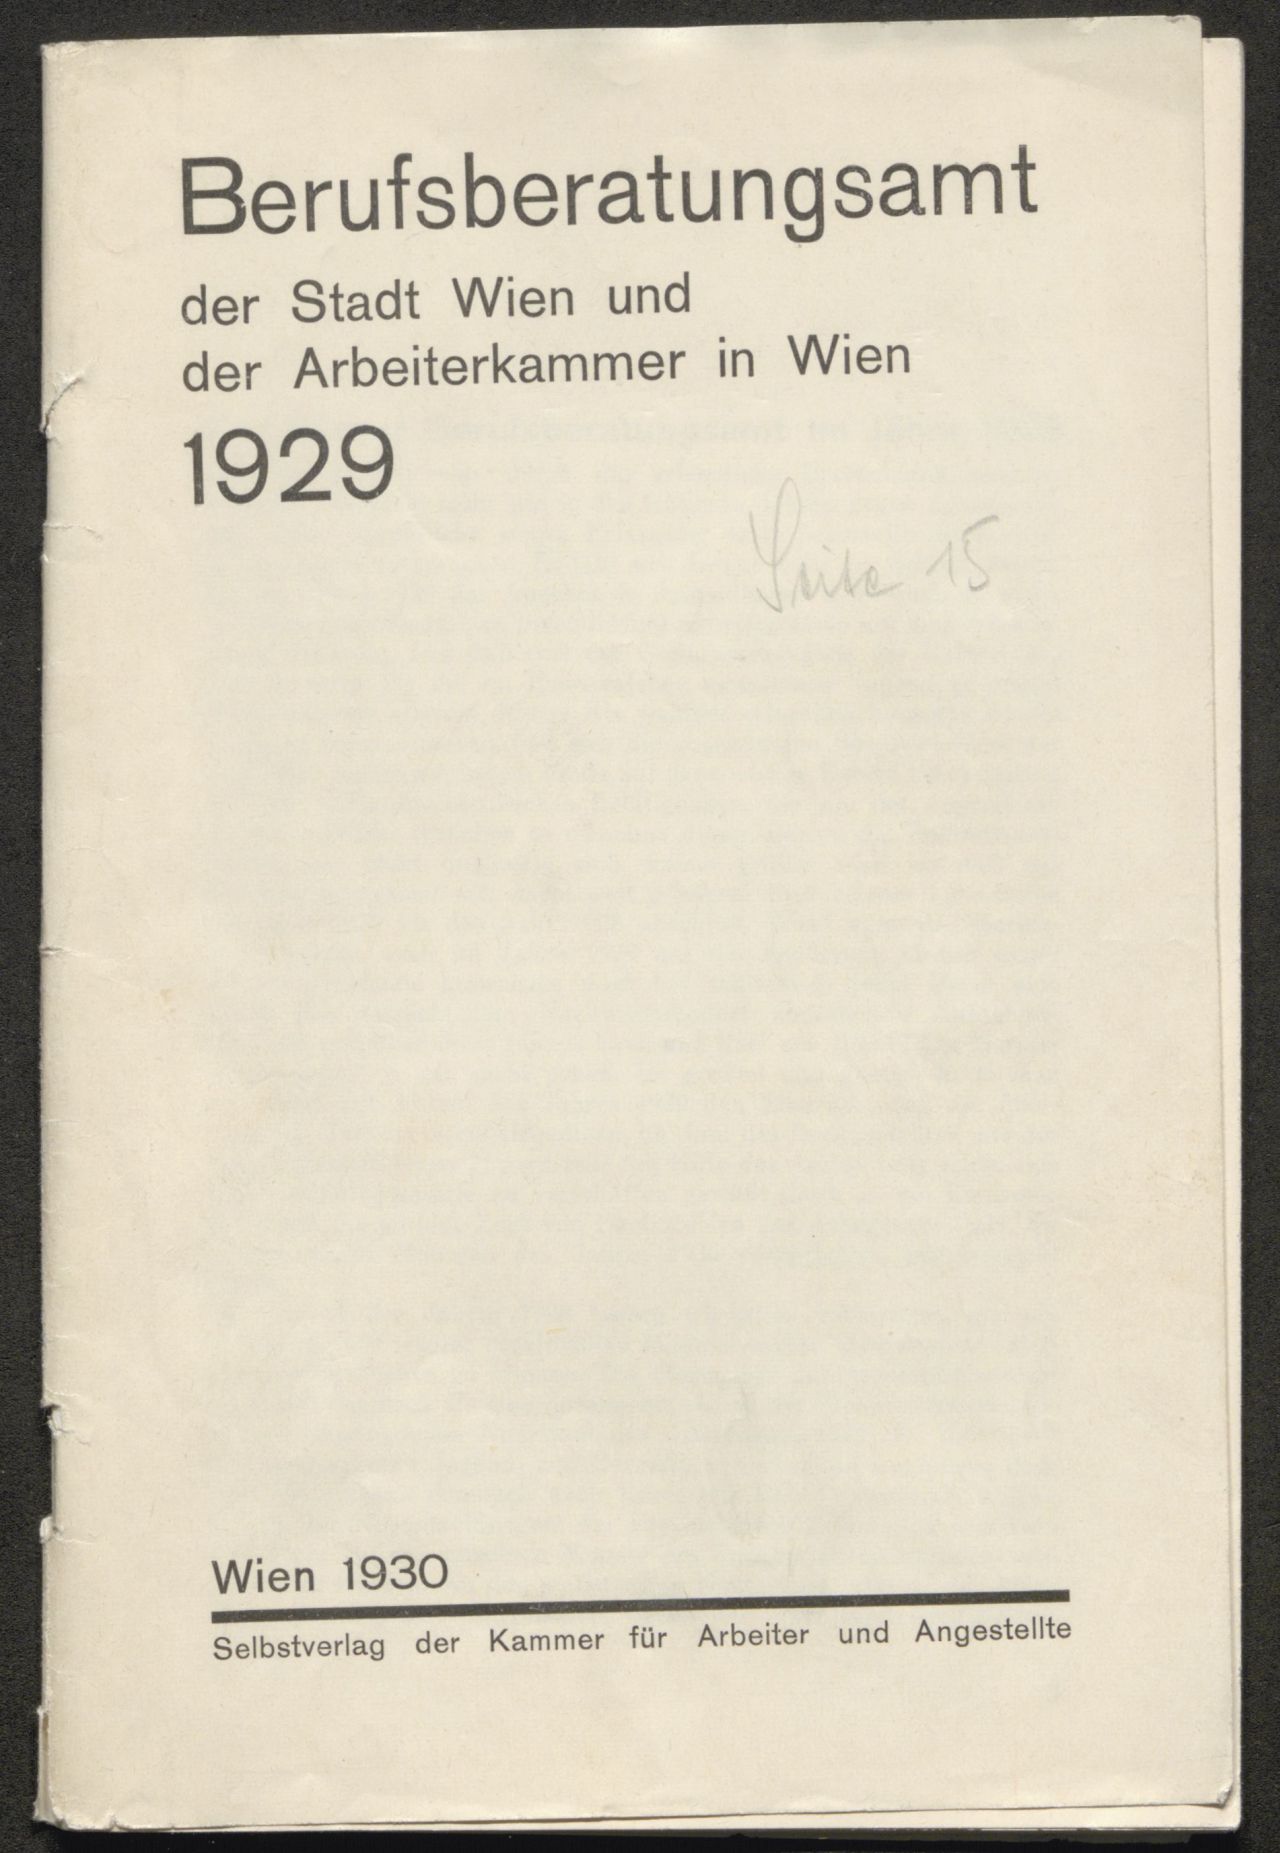 Berufsberatungsamt
der Stadt Wien und
der Arbeiterkammer in Wien
1929
Seite 15
Wien 1930
Selbstverlag der Kammer für Arbeiter und Angestellte